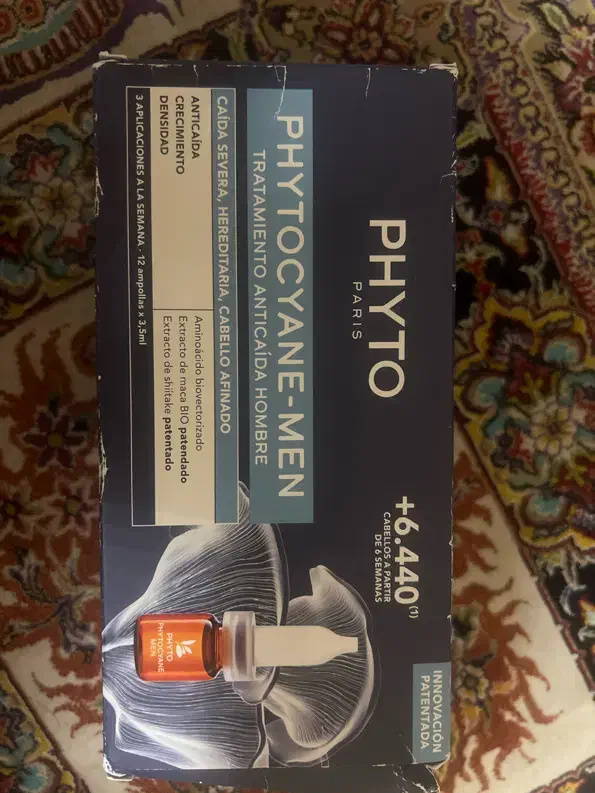 PHYTO
PARIS
+6.440(1)
CABELLOS A PARTIR
DE 6 SEMANAS
INNOVACIÓN
PATENTADA
PHYTOCYANE-MEN
TRATAMIENTO ANTICAÍDA HOMBRE
CAÍDA SEVERA, HEREDITARIA, CABELLO AFINADO
ANTICAÍDA
CRECIMIENTO
DENSIDAD
Aminoácido biovectorizado
Extracto de maca BIO patendado
Extracto de shiitake patentado
3 APLICACIONES A LA SEMANA · 12 ampollas x 3,5ml
PHYTO
PHYTOCYANE
MEN